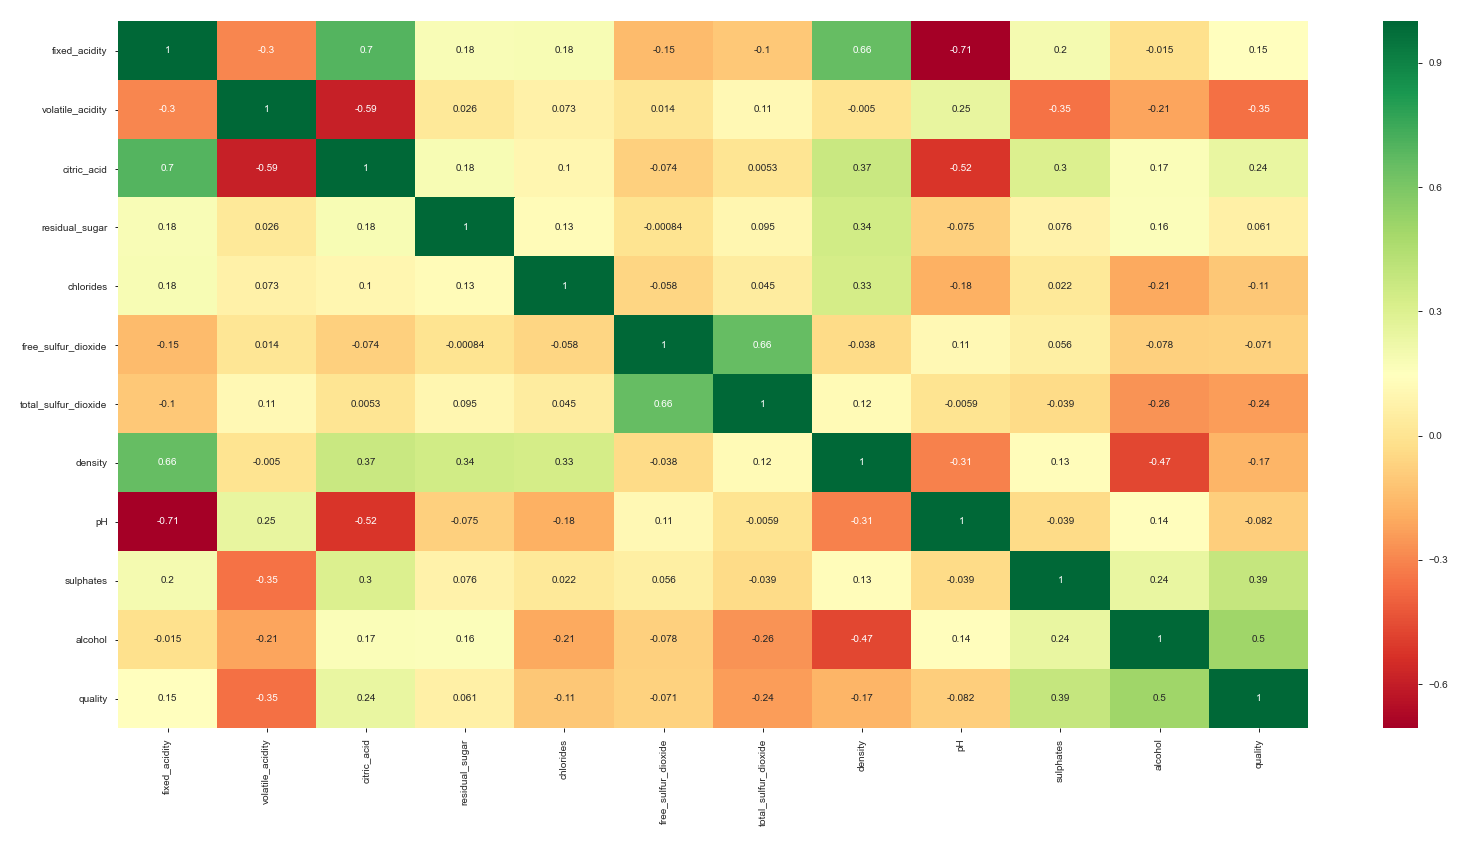 fixed_acidity 1 -0.3 0.7 0.18 0.18 -0.15 -0.1 0.66 -0.71 0.2 -0.015 0.15
volatile_acidity -0.3 1 -0.59 0.026 0.073 0.014 0.11 -0.005 0.25 -0.35 -0.21 -0.35
citric_acid 0.7 -0.59 1 0.18 0.1 -0.074 0.0053 0.37 -0.52 0.3 0.17 0.24
residual_sugar 0.18 0.026 0.18 1 0.13 -0.00084 0.095 0.34 -0.075 0.076 0.16 0.061
chlorides 0.18 0.073 0.1 0.13 1 -0.058 0.045 0.33 -0.18 0.022 -0.21 -0.11
free_sulfur_dioxide -0.15 0.014 -0.074 -0.00084 -0.058 1 0.66 -0.038 0.11 0.056 -0.078 -0.071
total_sulfur_dioxide -0.1 0.11 0.0053 0.095 0.045 0.66 1 0.12 -0.0059 -0.039 -0.26 -0.24
density 0.66 -0.005 0.37 0.34 0.33 -0.038 0.12 1 -0.31 0.13 -0.47 -0.17
pH -0.71 0.25 -0.52 -0.075 -0.18 0.11 -0.0059 -0.31 1 -0.039 0.14 -0.082
sulphates 0.2 -0.35 0.3 0.076 0.022 0.056 -0.039 0.13 -0.039 1 0.24 0.39
alcohol -0.015 -0.21 0.17 0.16 -0.21 -0.078 -0.26 -0.47 0.14 0.24 1 0.5
quality 0.15 -0.35 0.24 0.061 -0.11 -0.071 -0.24 -0.17 -0.082 0.39 0.5 1
fixed_acidity
volatile_acidity
citric_acid
residual_sugar
chlorides
free_sulfur_dioxide
total_sulfur_dioxide
density
pH
sulphates
alcohol
quality
0.9
0.6
0.3
0.0
−0.3
−0.6